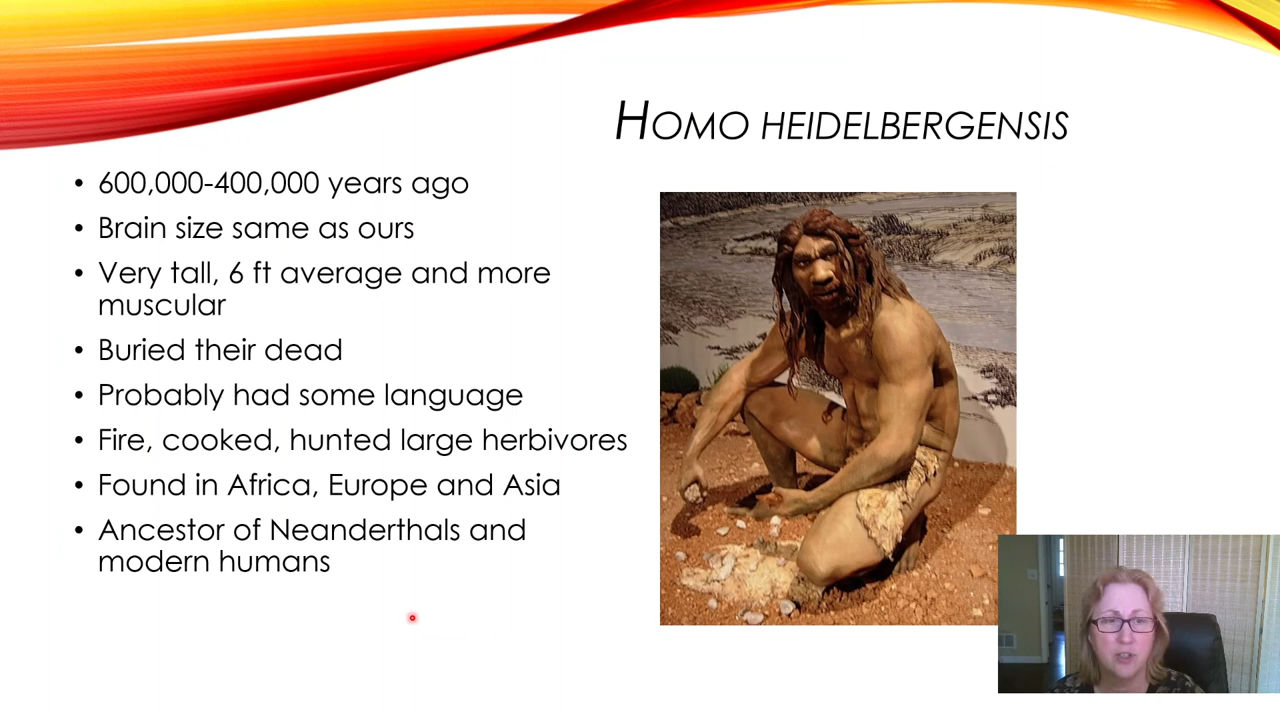 HOMO HEIDELBERGENSIS
• 600,000-400,000 years ago
• Brain size same as ours
• Very tall, 6 ft average and more
muscular
• Buried their dead
• Probably had some language
• Fire, cooked, hunted large herbivores
• Found in Africa, Europe and Asia
• Ancestor of Neanderthals and
modern humans